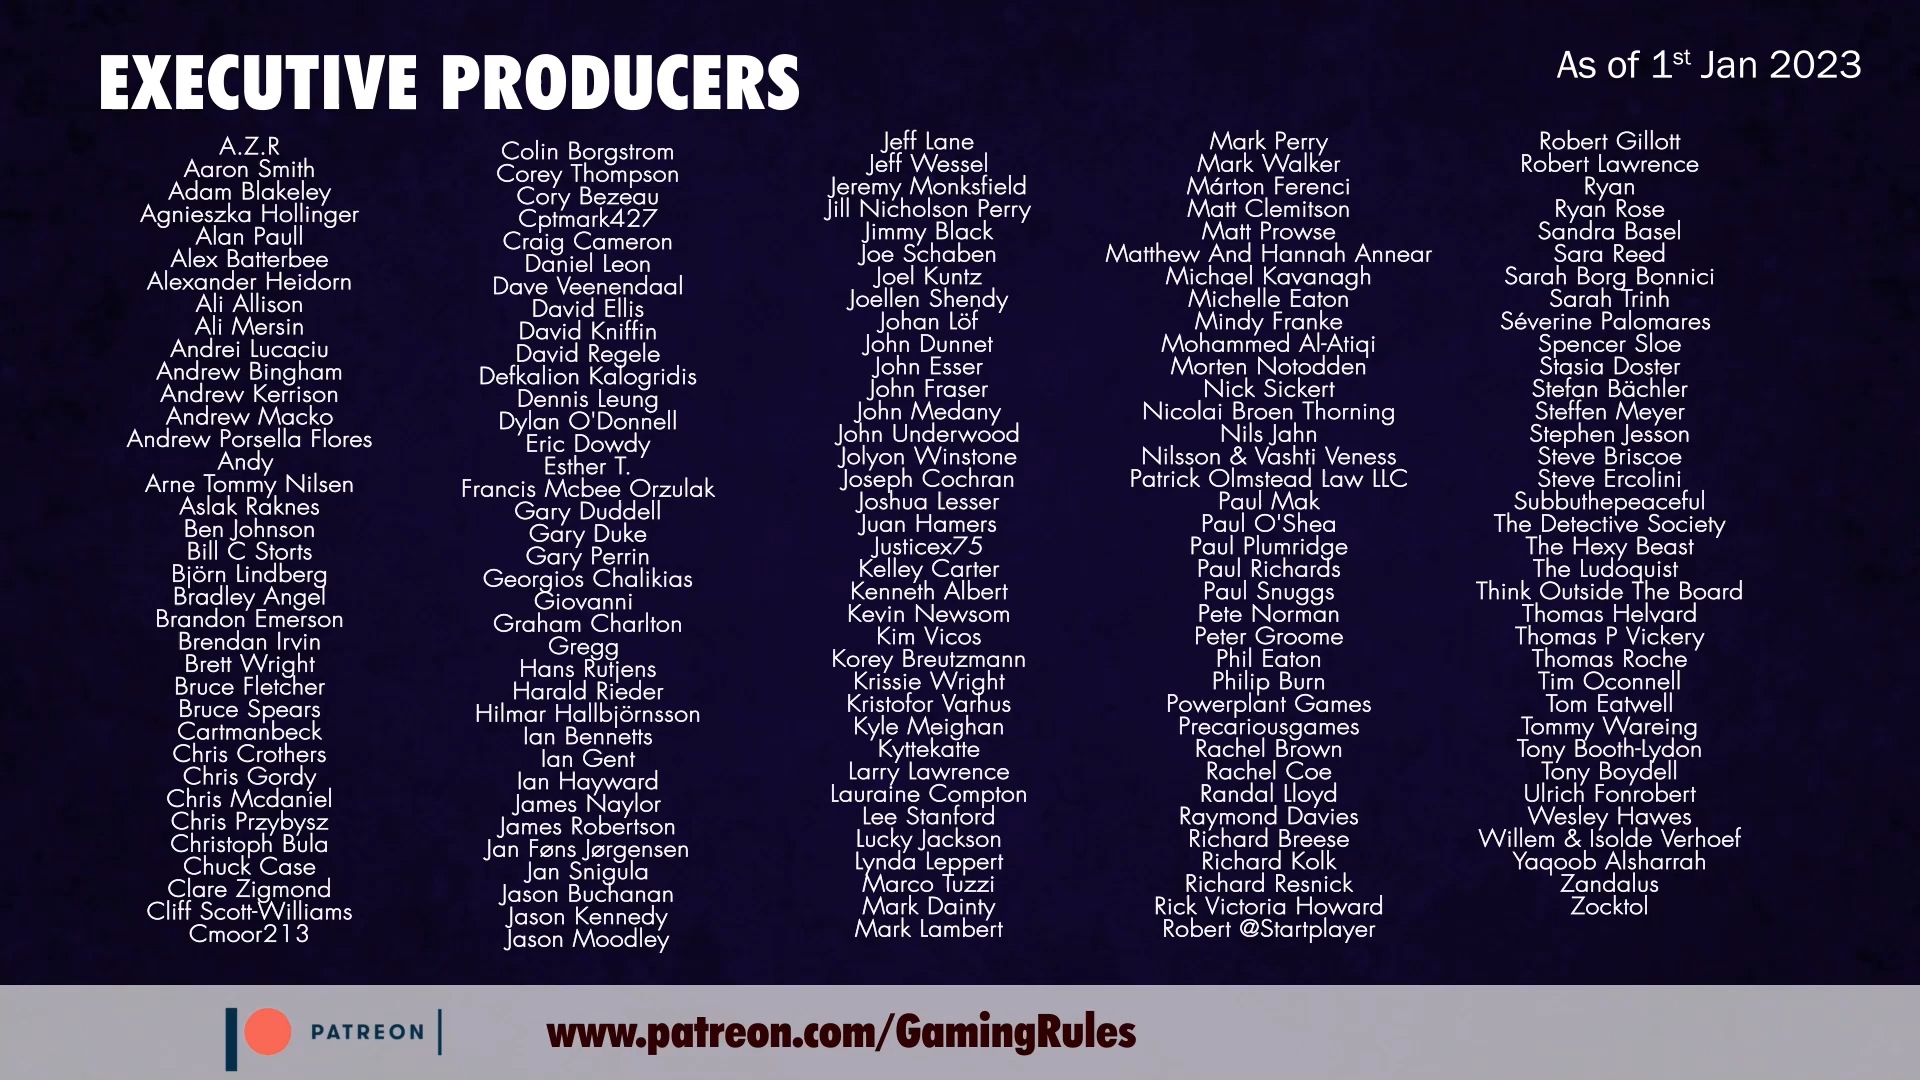 EXECUTIVE PRODUCERS
As of 1st Jan 2023
A.Z.R
Aaron Smith
Adam Blakeley
Agnieszka Hollinger
Alan Paull
Alex Batterbee
Alexander Heidorn
Ali Allison
Ali Mersin
Andrei Lucaciu
Andrew Bingham
Andrew Kerrison
Andrew Macko
Andrew Porsella Flores
Andy
Arne Tommy Nilsen
Aslak Raknes
Ben Johnson
Bill C Storts
Björn Lindberg
Bradley Angel
Brandon Emerson
Brendan Irvin
Brett Wright
Bruce Fletcher
Bruce Spears
Cartmanbeck
Chris Crothers
Chris Gordy
Chris Mcdaniel
Chris Przybysz
Christoph Bula
Chuck Case
Clare Zigmond
Cliff Scott-Williams
Cmoor213
Colin Borgstrom
Corey Thompson
Cory Bezeau
Cptmark427
Craig Cameron
Daniel Leon
Dave Veenendaal
David Ellis
David Kniffin
David Regele
Defkalion Kalogridis
Dennis Leung
Dylan O'Donnell
Eric Dowdy
Esther T.
Francis Mcbee Orzulak
Gary Duddell
Gary Duke
Gary Perrin
Georgios Chalikias
Giovanni
Graham Charlton
Gregg
Hans Rutjens
Harald Rieder
Hilmar Hallbjörnsson
Ian Bennetts
Ian Gent
Ian Hayward
James Naylor
James Robertson
Jan Føns Jørgensen
Jan Snigula
Jason Buchanan
Jason Kennedy
Jason Moodley
Jeff Lane
Jeff Wessel
Jeremy Monksfield
Jill Nicholson Perry
Jimmy Black
Joe Schaben
Joel Kuntz
Joellen Shendy
Johan Löf
John Dunnet
John Esser
John Fraser
John Medany
John Underwood
Jolyon Winstone
Joseph Cochran
Joshua Lesser
Juan Hamers
Justicex75
Kelley Carter
Kenneth Albert
Kevin Newsom
Kim Vicos
Korey Breutzmann
Krissie Wright
Kristofor Varhus
Kyle Meighan
Kyttekatte
Larry Lawrence
Lauraine Compton
Lee Stanford
Lucky Jackson
Lynda Leppert
Marco Tuzzi
Mark Dainty
Mark Lambert
Mark Perry
Mark Walker
Márton Ferenci
Matt Clemitson
Matt Prowse
Matthew And Hannah Annear
Michael Kavanagh
Michelle Eaton
Mindy Franke
Mohammed Al-Atiqi
Morten Notodden
Nick Sickert
Nicolai Broen Thorning
Nils Jahn
Nilsson & Vashti Veness
Patrick Olmstead Law LLC
Paul Mak
Paul O'Shea
Paul Plumridge
Paul Richards
Paul Snuggs
Pete Norman
Peter Groome
Phil Eaton
Philip Burn
Powerplant Games
Precariousgames
Rachel Brown
Rachel Coe
Randal Lloyd
Raymond Davies
Richard Breese
Richard Kolk
Richard Resnick
Rick Victoria Howard
Robert @Startplayer
Robert Gillott
Robert Lawrence
Ryan
Ryan Rose
Sandra Basel
Sara Reed
Sarah Borg Bonnici
Sarah Trinh
Séverine Palomares
Spencer Sloe
Stasia Doster
Stefan Bächler
Steffen Meyer
Stephen Jesson
Steve Briscoe
Steve Ercolini
Subbuthepeaceful
The Detective Society
The Hexy Beast
The Ludoquist
Think Outside The Board
Thomas Helvard
Thomas P Vickery
Thomas Roche
Tim Oconnell
Tom Eatwell
Tommy Wareing
Tony Booth-Lydon
Tony Boydell
Ulrich Fonrobert
Wesley Hawes
Willem & Isolde Verhoef
Yaqoob Alsharrah
Zandalus
Zocktol
PATREON
www.patreon.com/GamingRules